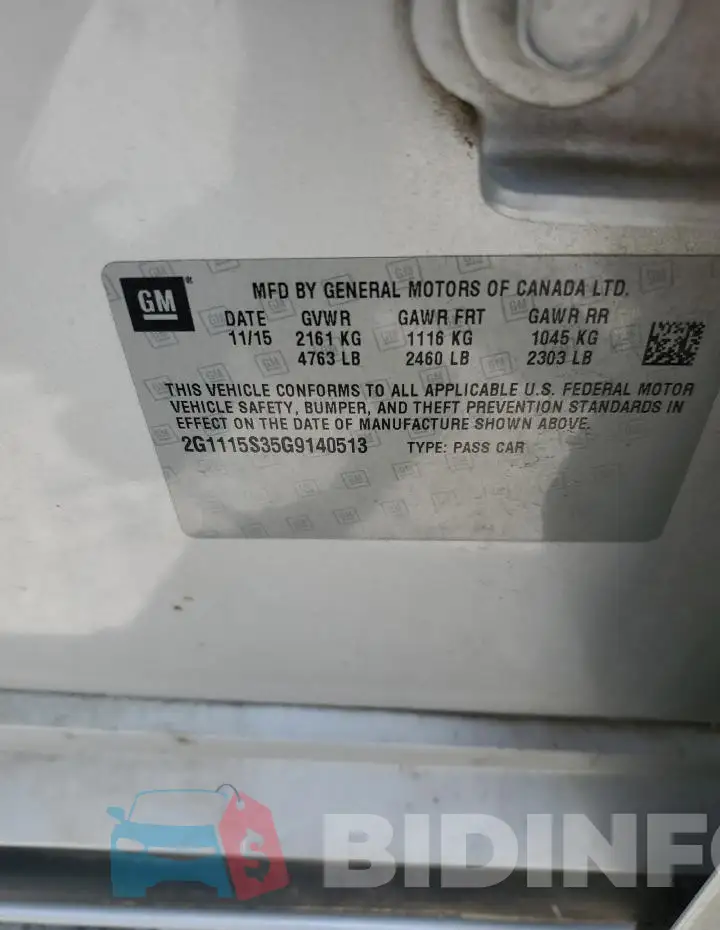 GM
MFD BY GENERAL MOTORS OF CANADA LTD.
DATE GVWR GAWR FRT GAWR RR
11/15 2161 KG 1116 KG 1045 KG
4763 LB 2460 LB 2303 LB
THIS VEHICLE CONFORMS TO ALL APPLICABLE U.S. FEDERAL MOTOR
VEHICLE SAFETY, BUMPER, AND THEFT PREVENTION STANDARDS IN
EFFECT ON THE DATE OF MANUFACTURE SHOWN ABOVE.
2G1115S35G9140513 TYPE: PASS CAR
$ BIDINFO